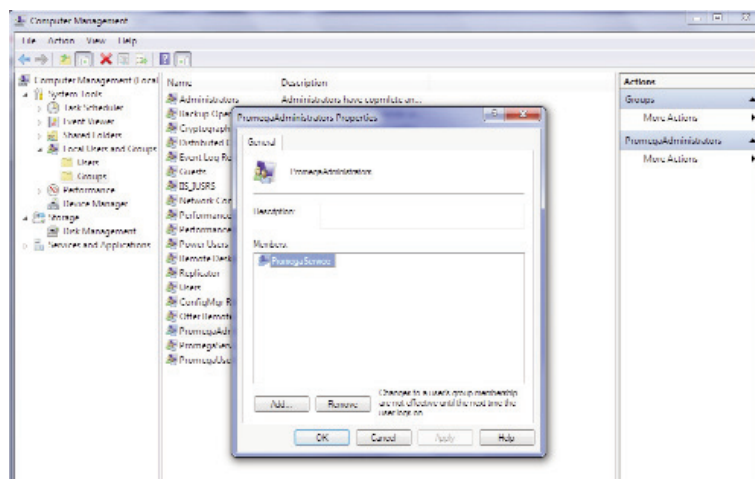 Computer Management
File Action View Help
Computer Management (Local
System Tools
Task Scheduler
Event Viewer
Shared Folders
Local Users and Groups
Users
Groups
Performance
Device Manager
Storage
Disk Management
Services and Applications
Name Description
Administrators Administrators have copmlete an...
Backup Oper
Cryptograph
Distributed C
Event Log Re
Guests
IIS_IUSRS
Network Con
Performance
Performance
Power Users
Remote Desk
Replicator
Users
ConfigMgr R
Offer Remote
PromegaAdr
PromegaServ
PromegaUse
PromegaAdministrators Properties
General
PromegaAdministrators
Description:
Members:
PromegaService
Add...
Remove
Changes to a user's group membership
are not effective until the next time the
user logs on.
OK Cancel Apply Help
Actions
Groups
More Actions
PromegaAdministrators
More Actions